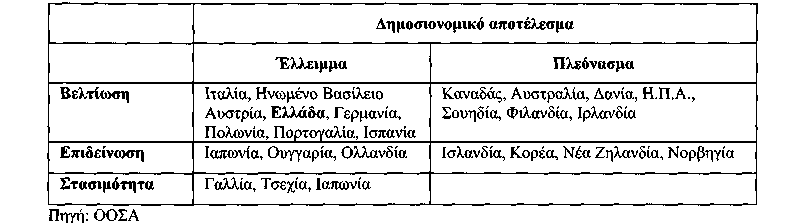 Δημοσιονομικό αποτέλεσμα
Έλλειμμα Πλεόνασμα
Βελτίωση Ιταλία, Ηνωμένο Βασίλειο Καναδάς, Αυστραλία, Δανία, Η.Π.Α.,
Αυστρία, Ελλάδα, Γερμανία, Σουηδία, Φιλανδία, Ιρλανδία
Πολωνία, Πορτογαλία, Ισπανία
Επιδείνωση Ιαπωνία, Ουγγαρία, Ολλανδία Ισλανδία, Κορέα, Νέα Ζηλανδία, Νορβηγία
Στασιμότητα Γαλλία, Τσεχία, Ιαπωνία
Πηγή: ΟΟΣΑ